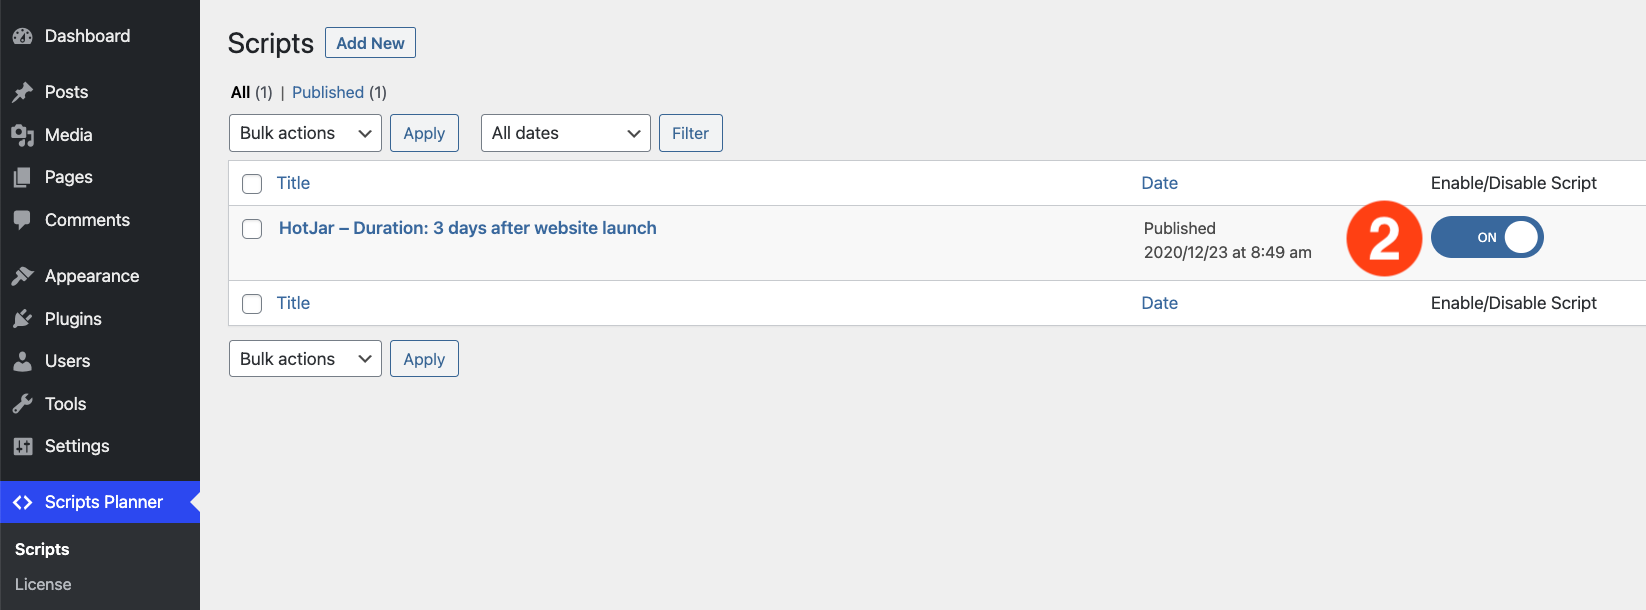 Dashboard
Posts
Media
Pages
Comments
Appearance
Plugins
Users
Tools
Settings
Scripts Planner
Scripts
License
Scripts Add New
All (1) | Published (1)
Bulk actions Apply All dates Filter
Title Date Enable/Disable Script
HotJar – Duration: 3 days after website launch Published 2 ON
2020/12/23 at 8:49 am
Title Date Enable/Disable Script
Bulk actions Apply